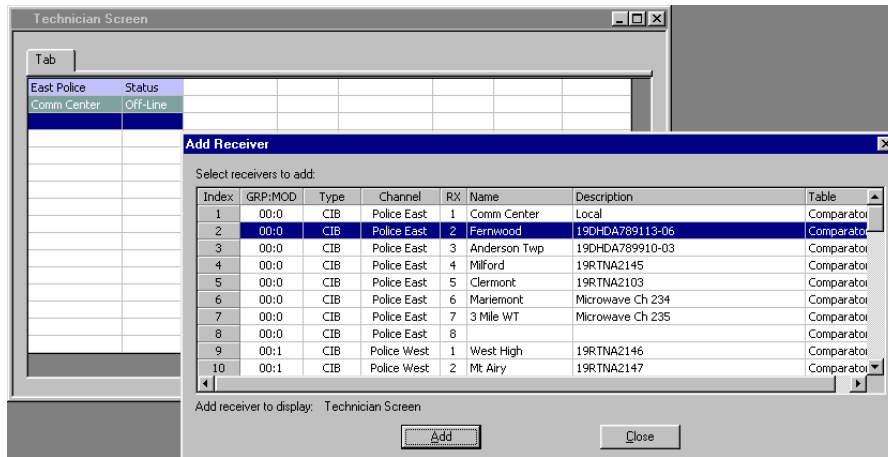 Technician Screen
Tab
East Police Status
Comm Center Off-Line
Add Receiver
Select receivers to add:
Index GRP:MOD Type Channel RX Name Description Table
1 00:0 CIB Police East 1 Comm Center Local Comparator
2 00:0 CIB Police East 2 Fernwood 19DHDA789113-06 Comparator
3 00:0 CIB Police East 3 Anderson Twp 19DHDA789910-03 Comparator
4 00:0 CIB Police East 4 Milford 19RTNA2145 Comparator
5 00:0 CIB Police East 5 Clermont 19RTNA2103 Comparator
6 00:0 CIB Police East 6 Mariemont Microwave Ch 234 Comparator
7 00:0 CIB Police East 7 3 Mile WT Microwave Ch 235 Comparator
8 00:0 CIB Police East 8 Comparator
9 00:1 CIB Police West 1 West High 19RTNA2146 Comparator
10 00:1 CIB Police West 2 Mt Airy 19RTNA2147 Comparator
Add receiver to display: Technician Screen
Add Close